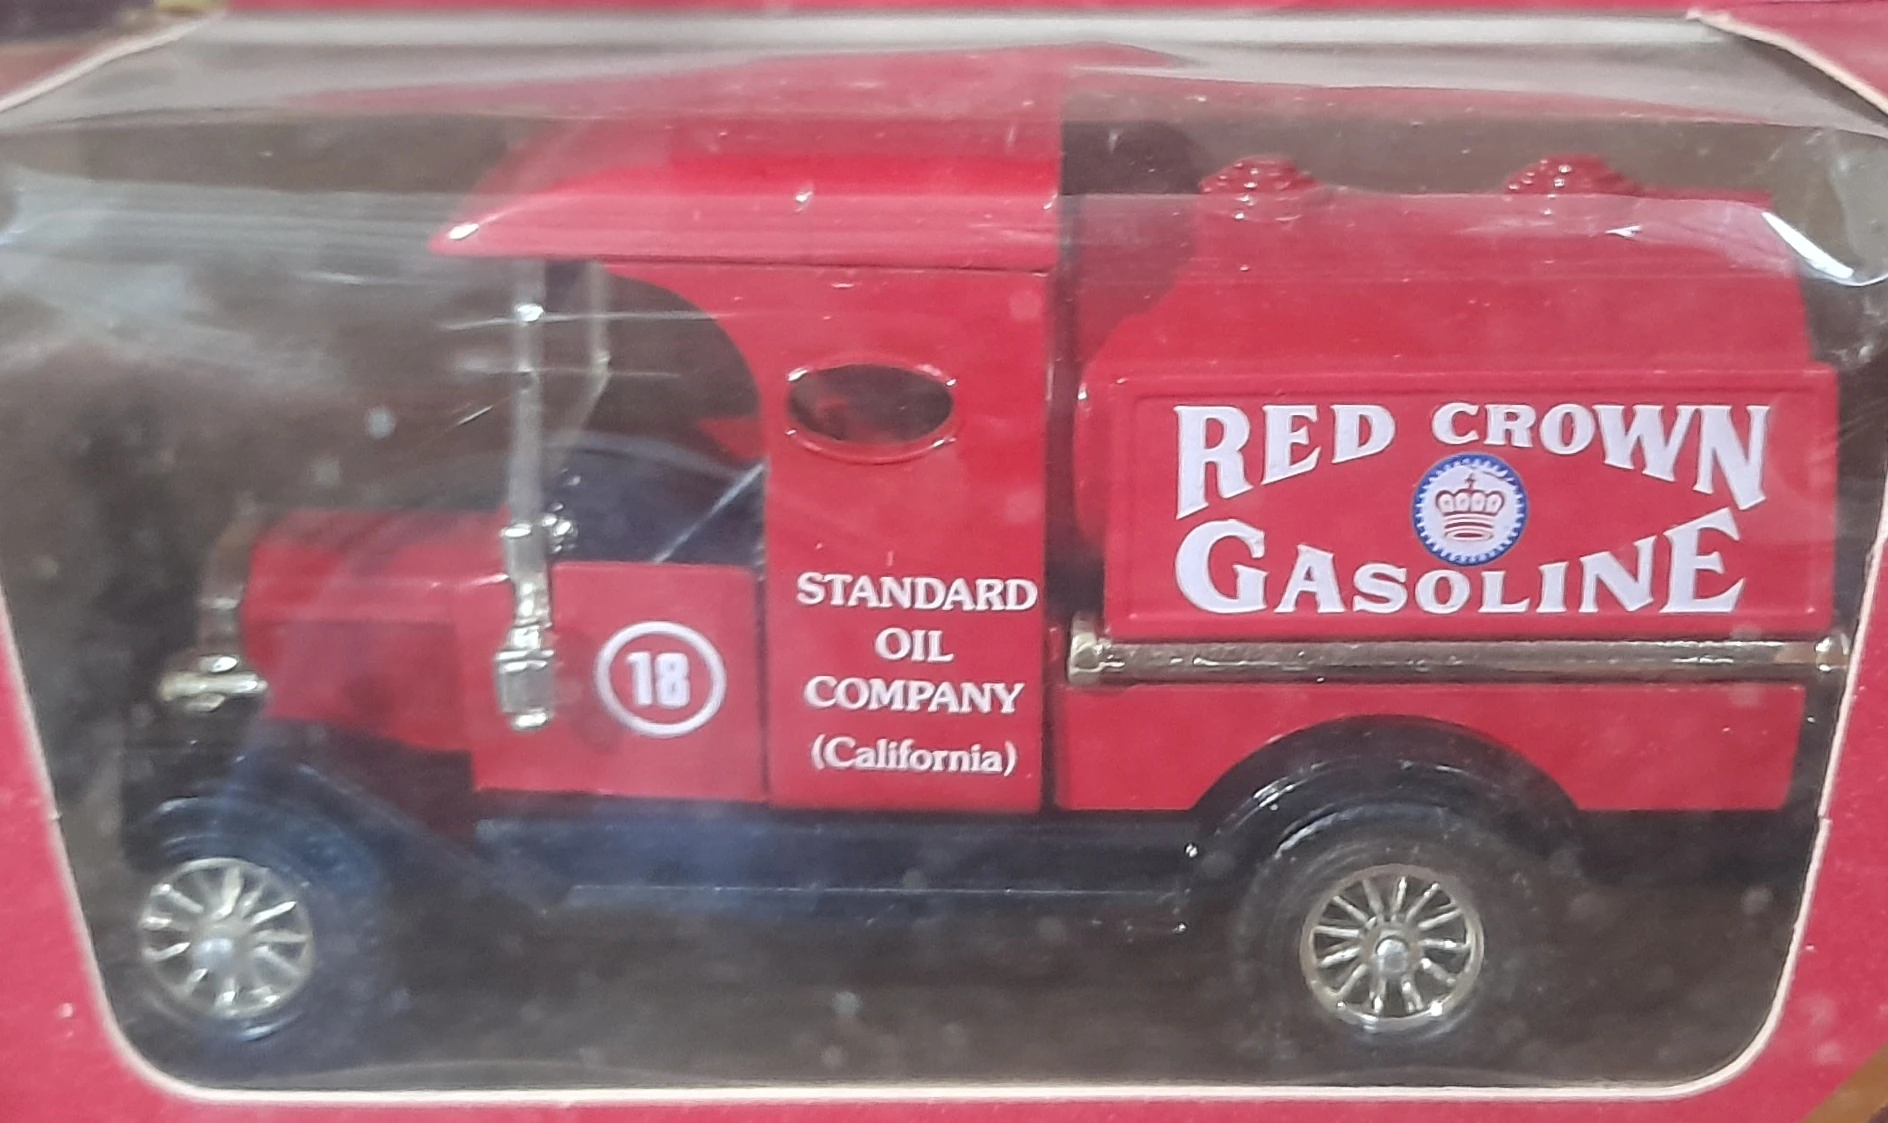 RED CROWN
GASOLINE
STANDARD
OIL
COMPANY
(California)
18